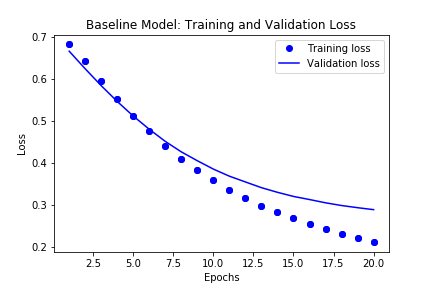 Baseline Model: Training and Validation Loss
0.7
0.6
0.5
0.4
0.3
0.2
Loss
Training loss
Validation loss
2.5 5.0 7.5 10.0 12.5 15.0 17.5 20.0
Epochs